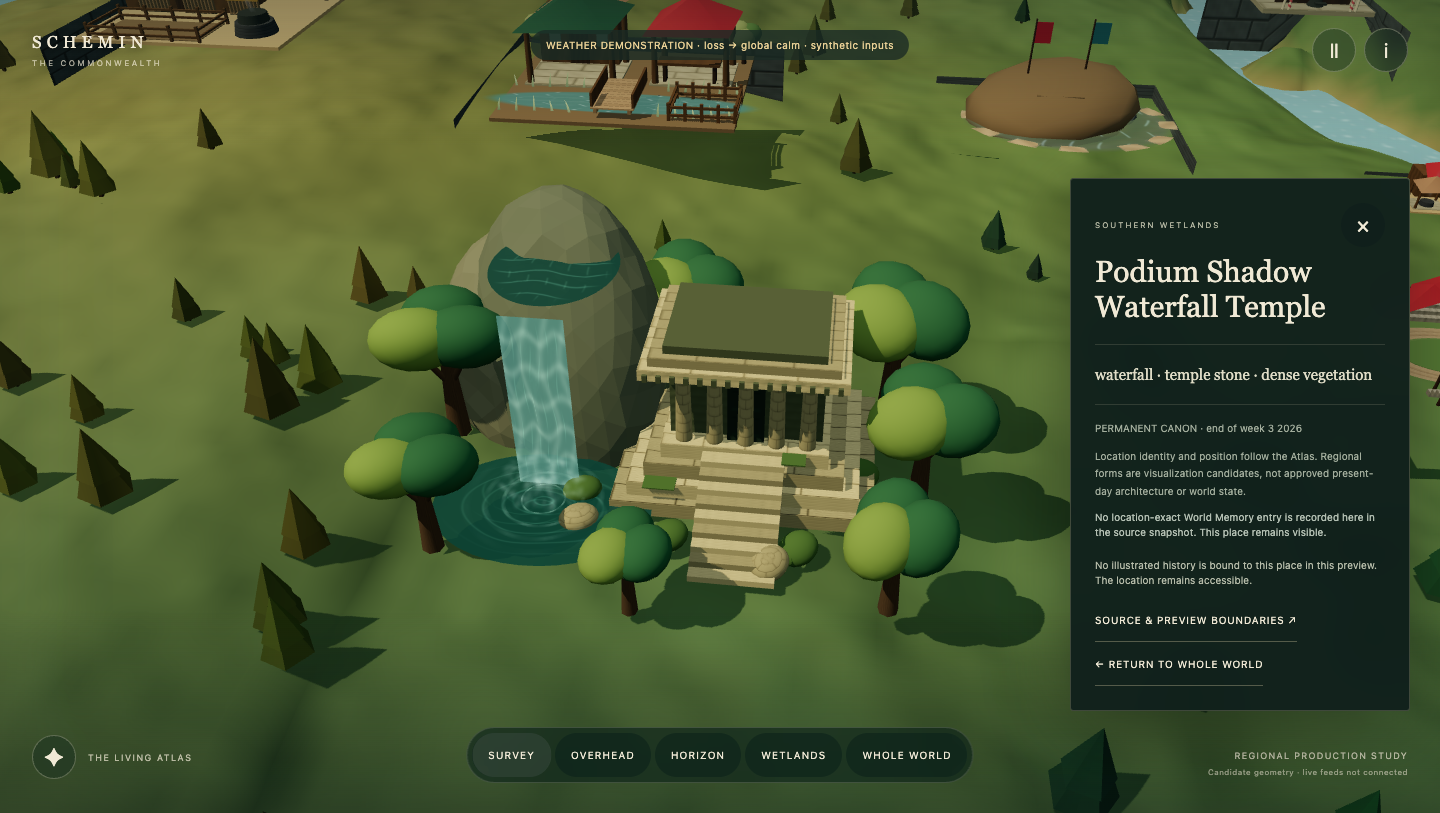 SCHEMIN
THE COMMONWEALTH
WEATHER DEMONSTRATION · loss → global calm · synthetic inputs
i
SOUTHERN WETLANDS
Podium Shadow
Waterfall Temple
waterfall · temple stone · dense vegetation
PERMANENT CANON · end of week 3 2026
Location identity and position follow the Atlas. Regional
forms are visualization candidates, not approved present-
day architecture or world state.
No location-exact World Memory entry is recorded here in
the source snapshot. This place remains visible.
No illustrated history is bound to this place in this preview.
The location remains accessible.
SOURCE & PREVIEW BOUNDARIES ↗
← RETURN TO WHOLE WORLD
THE LIVING ATLAS
SURVEY
OVERHEAD
HORIZON
WETLANDS
WHOLE WORLD
REGIONAL PRODUCTION STUDY
Candidate geometry · live feeds not connected